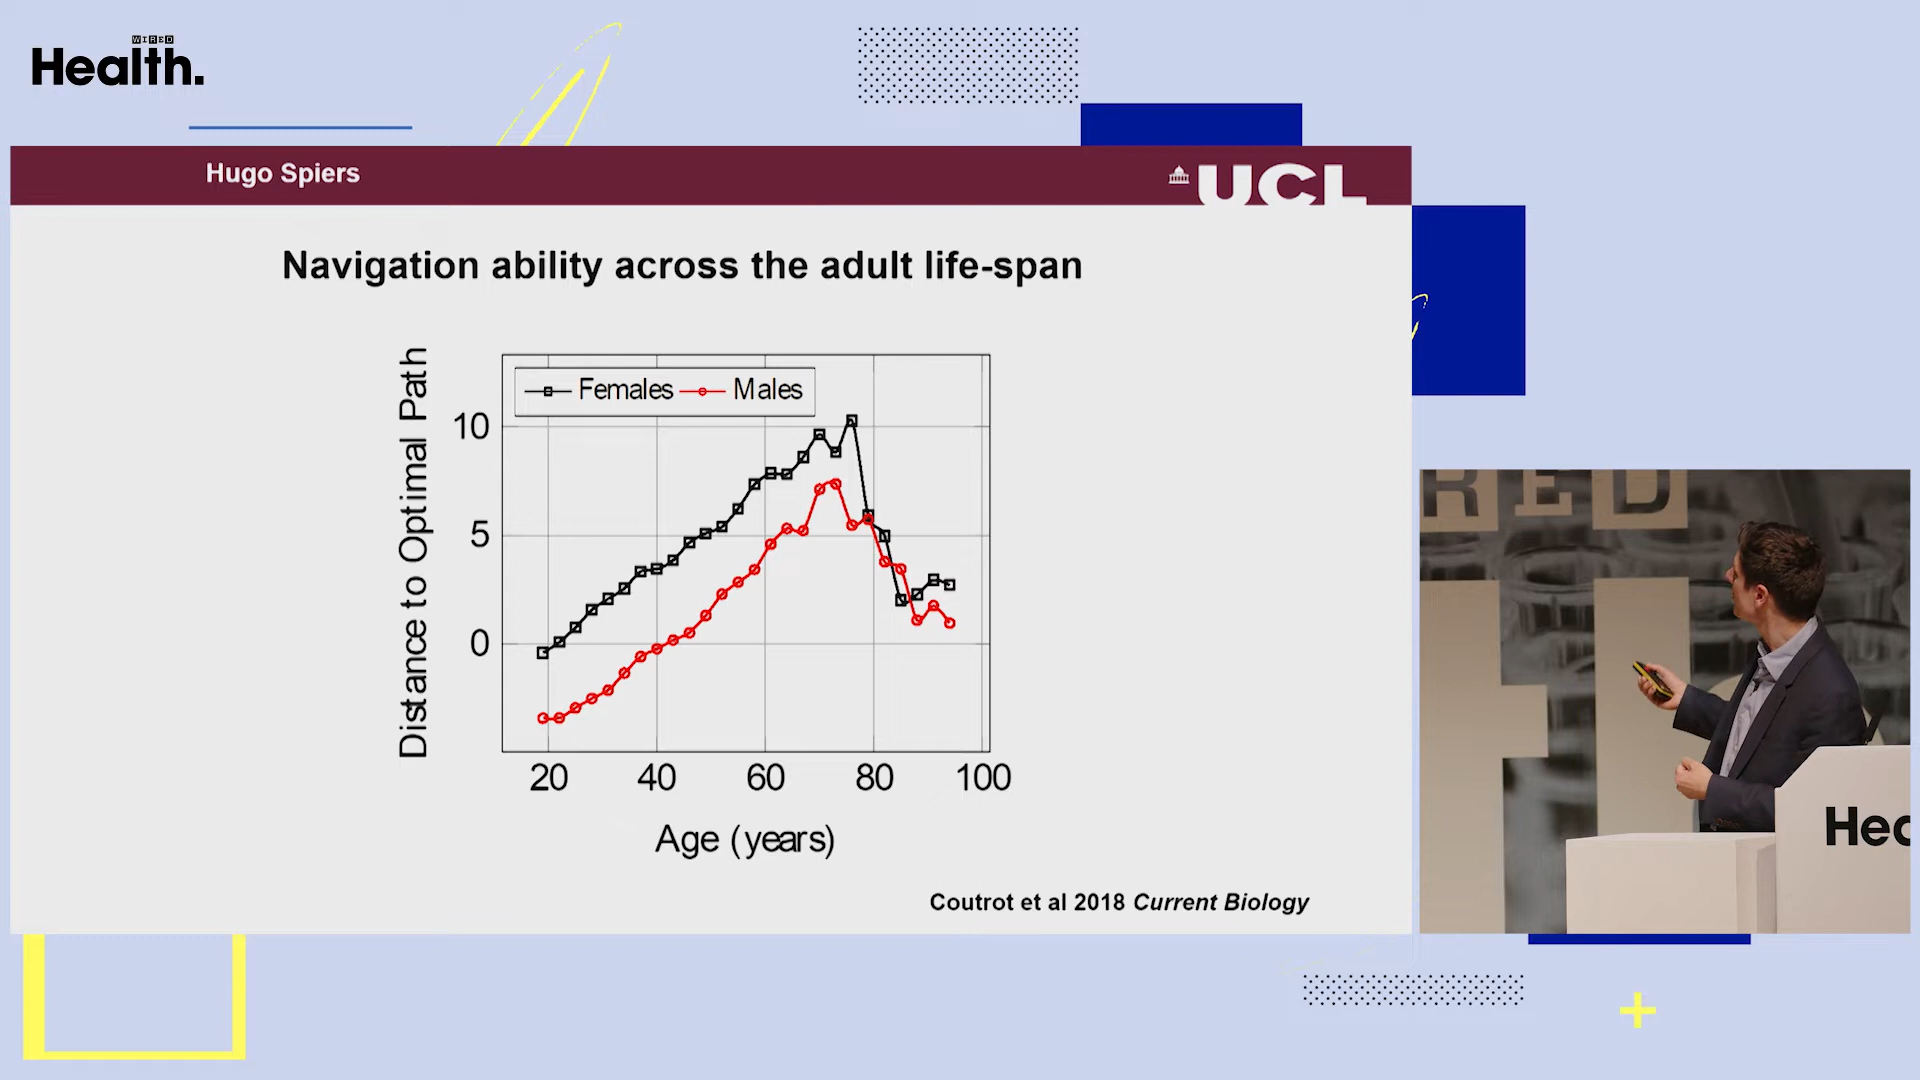 WIRED
Health.
Hugo Spiers
UCL
Navigation ability across the adult life-span
Females Males
Distance to Optimal Path
10
5
0
20 40 60 80 100
Age (years)
Coutrot et al 2018 Current Biology
RED
Hea